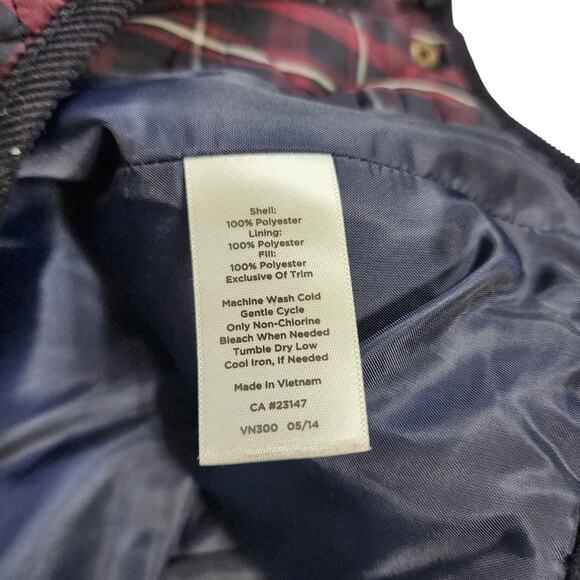 Shell:
100% Polyester
Lining:
100% Polyester
Fill:
100% Polyester
Exclusive Of Trim
Machine Wash Cold
Gentle Cycle
Only Non-Chlorine
Bleach When Needed
Tumble Dry Low
Cool Iron, If Needed
Made In Vietnam
CA #23147
VN300 05/14